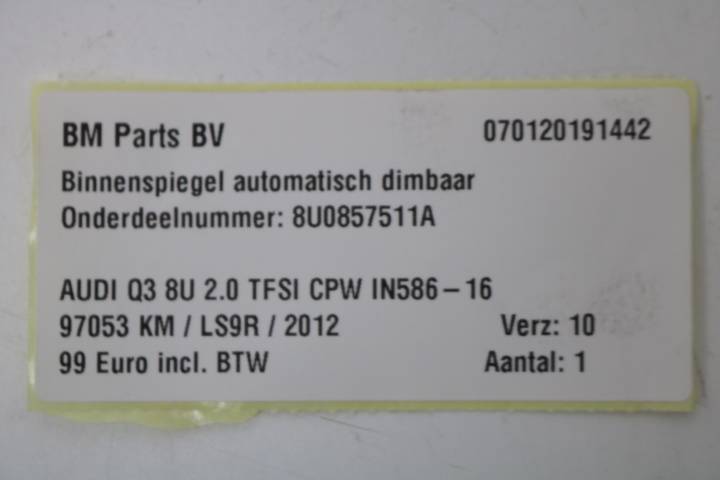 BM Parts BV 070120191442
Binnenspiegel automatisch dimbaar
Onderdeelnummer: 8U0857511A
AUDI Q3 8U 2.0 TFSI CPW IN586-16
97053 KM / LS9R / 2012 Verz: 10
99 Euro incl. BTW Aantal: 1